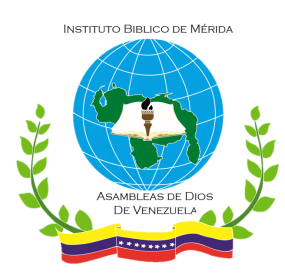 INSTITUTO BIBLICO DE MÉRIDA
ASAMBLEAS DE DIOS
DE VENEZUELA